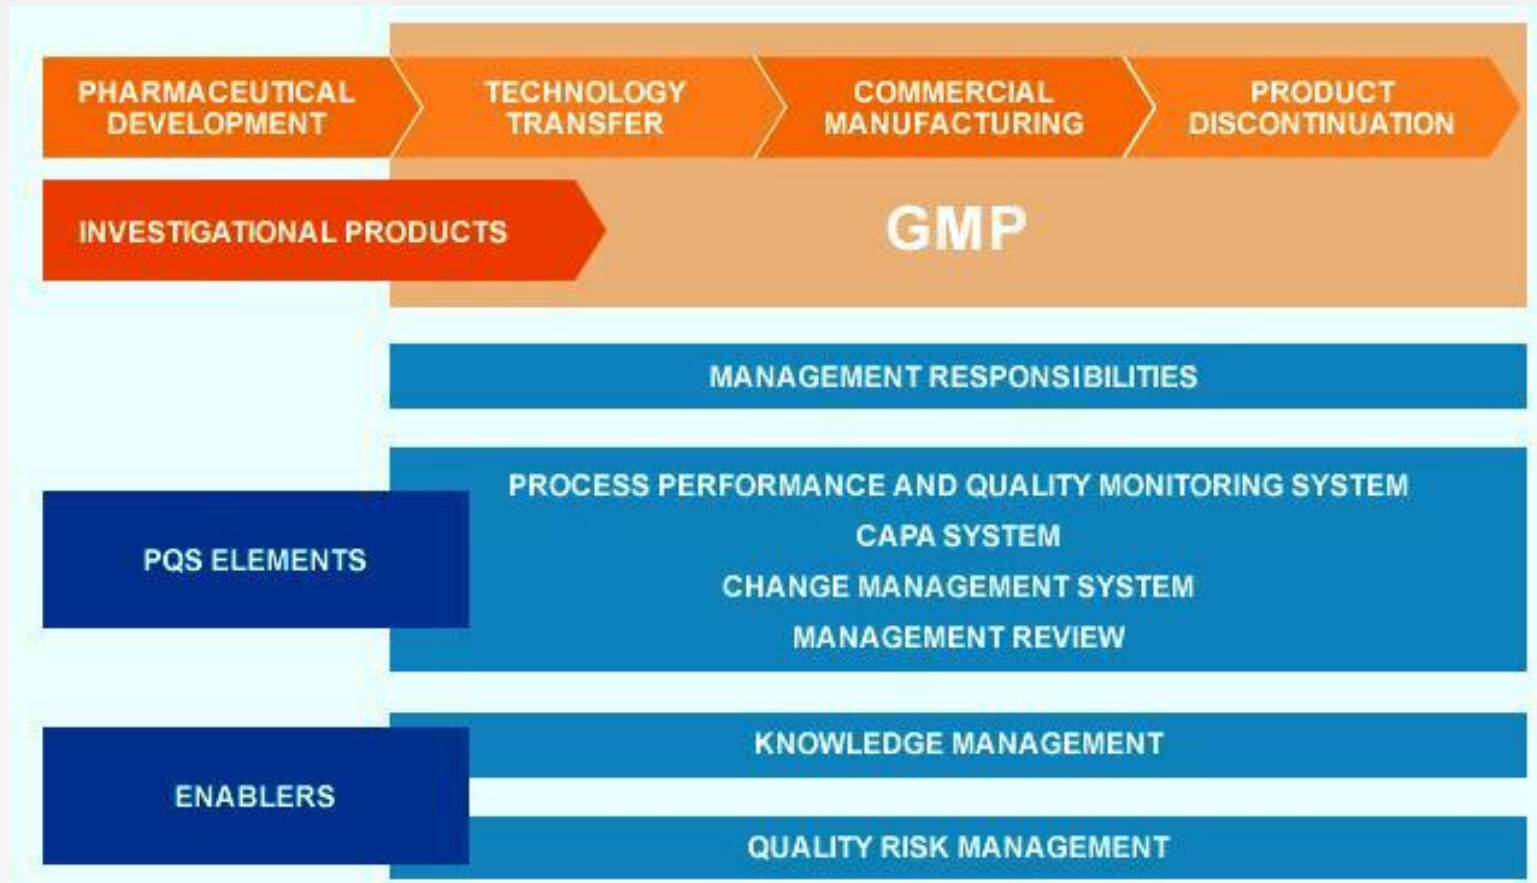 PHARMACEUTICAL
DEVELOPMENT
TECHNOLOGY
TRANSFER
COMMERCIAL
MANUFACTURING
PRODUCT
DISCONTINUATION
INVESTIGATIONAL PRODUCTS
GMP
MANAGEMENT RESPONSIBILITIES
PQS ELEMENTS
PROCESS PERFORMANCE AND QUALITY MONITORING SYSTEM
CAPA SYSTEM
CHANGE MANAGEMENT SYSTEM
MANAGEMENT REVIEW
ENABLERS
KNOWLEDGE MANAGEMENT
QUALITY RISK MANAGEMENT